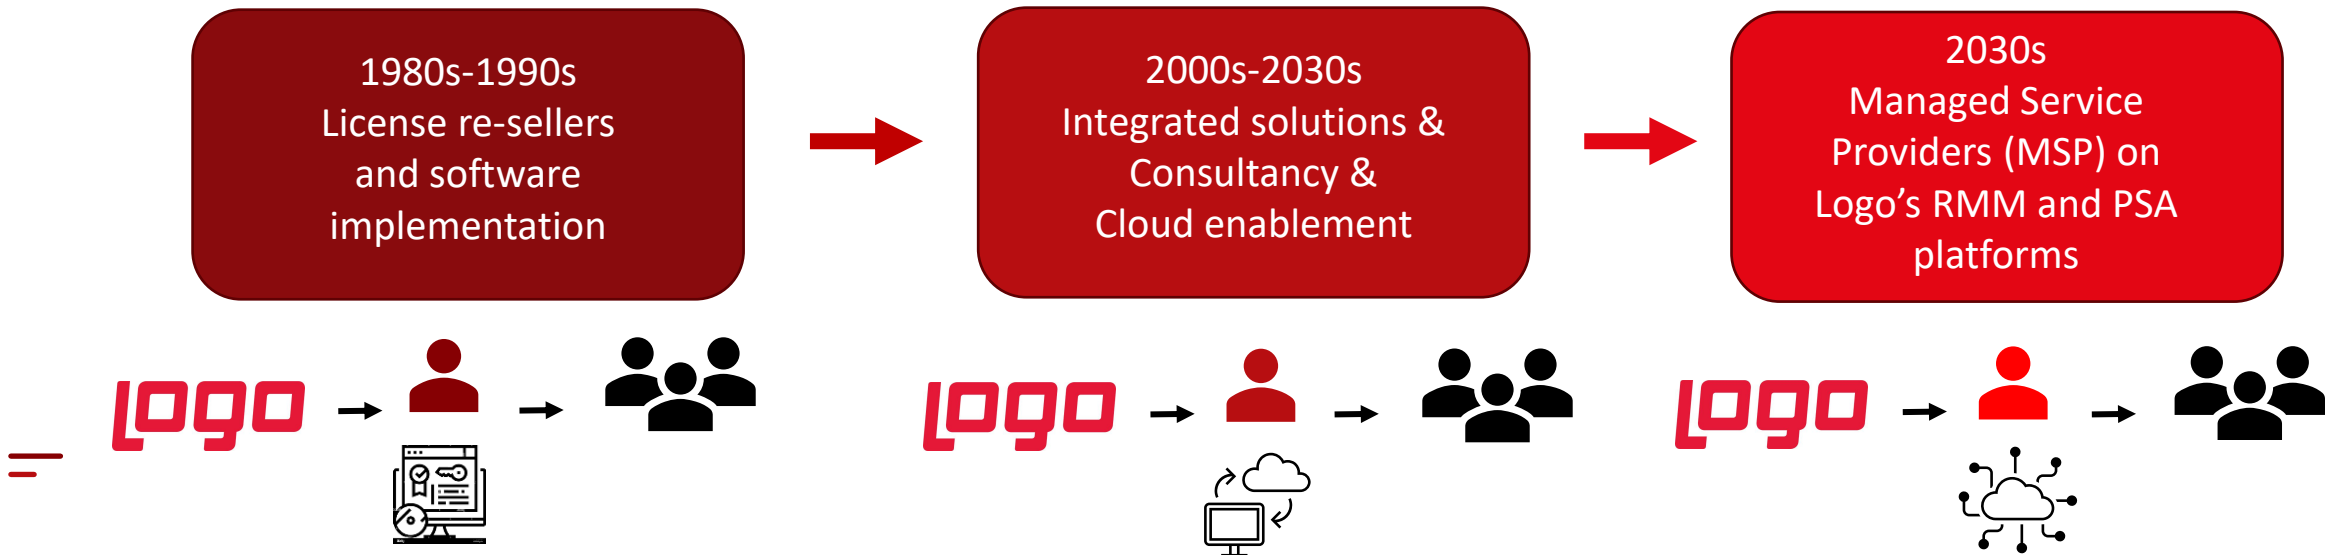 1980s-1990s
License re-sellers
and software
implementation
2000s-2030s
Integrated solutions &
Consultancy &
Cloud enablement
2030s
Managed Service
Providers (MSP) on
Logo’s RMM and PSA
platforms
logo
logo
logo